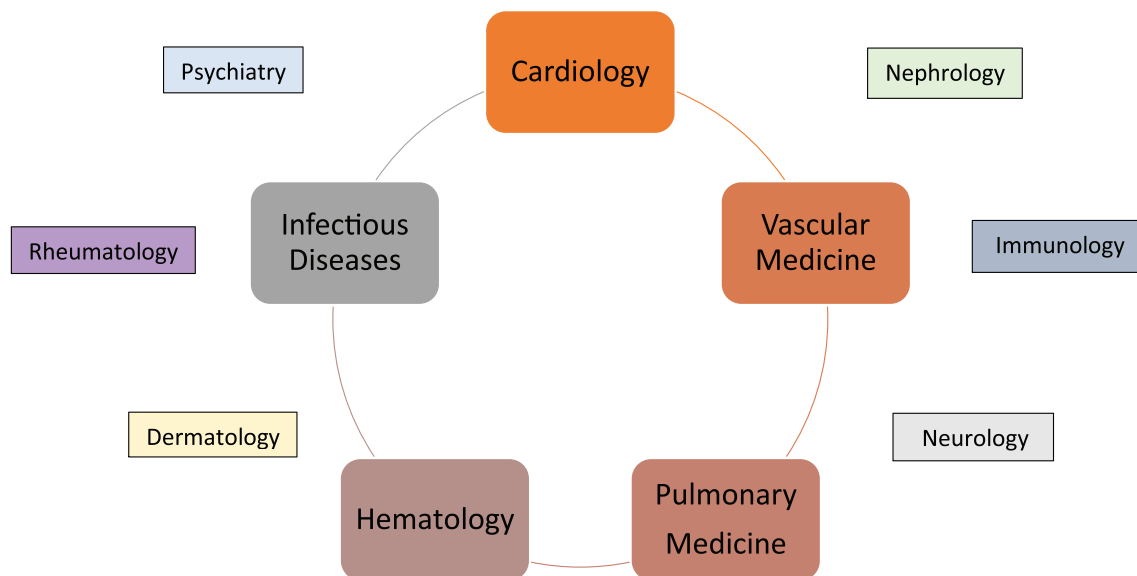 Cardiology
Psychiatry
Nephrology
Infectious
Diseases
Vascular
Medicine
Rheumatology
Immunology
Dermatology
Neurology
Hematology
Pulmonary
Medicine